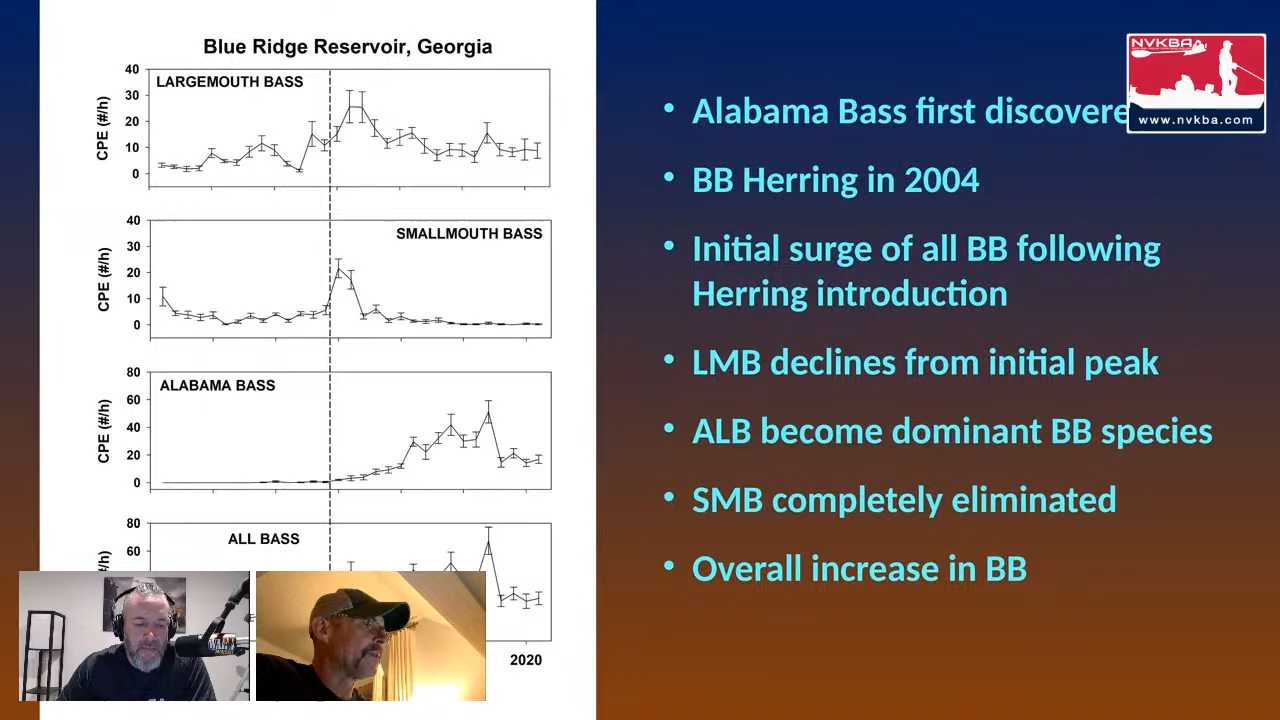 Blue Ridge Reservoir, Georgia
40
30
20
10
0
CPE (#/h)
LARGEMOUTH BASS
40
30
20
10
0
CPE (#/h)
SMALLMOUTH BASS
80
60
40
20
0
CPE (#/h)
ALABAMA BASS
80
60
(#/h)
ALL BASS
2020
• Alabama Bass first discovere
• BB Herring in 2004
• Initial surge of all BB following
Herring introduction
• LMB declines from initial peak
• ALB become dominant BB species
• SMB completely eliminated
• Overall increase in BB
NVKBA
www.nvkba.com